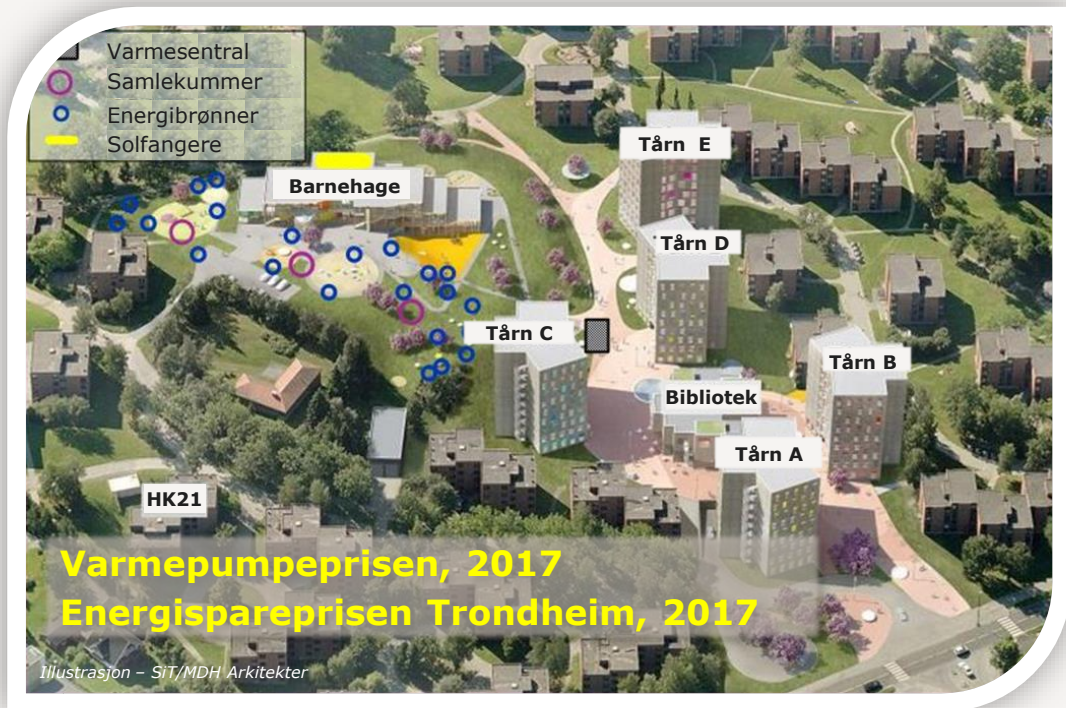 Varmesentral
Samlekummer
Energibrønner
Solfangere
Tårn E
Barnehage
Tårn D
Tårn C
Tårn B
Bibliotek
Tårn A
HK21
Varmepumpeprisen, 2017
Energispareprisen Trondheim, 2017
Illustrasjon – SiT/MDH Arkitekter